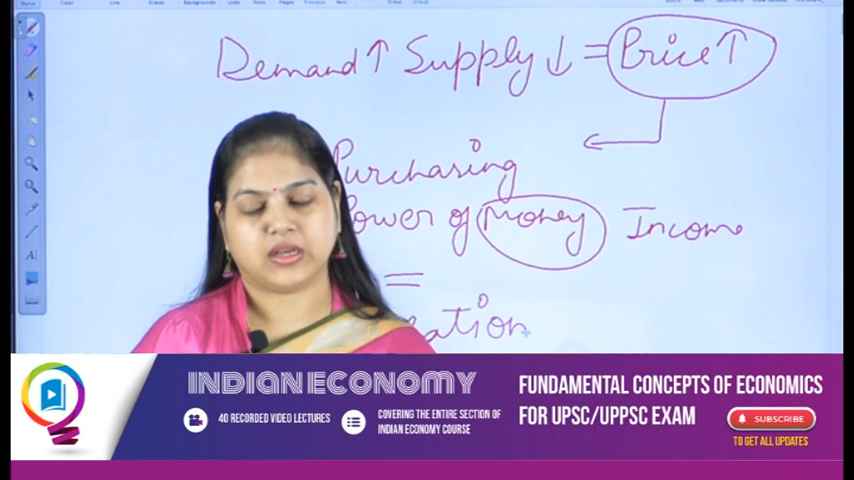 Demand ↑ Supply ↓ = Price ↑
Purchasing
Power of Money Income
=
ation
INDIAN ECONOMY
40 RECORDED VIDEO LECTURES
COVERING THE ENTIRE SECTION OF
INDIAN ECONOMY COURSE
FUNDAMENTAL CONCEPTS OF ECONOMICS
FOR UPSC/UPPSC EXAM
SUBSCRIBE
TO GET ALL UPDATES